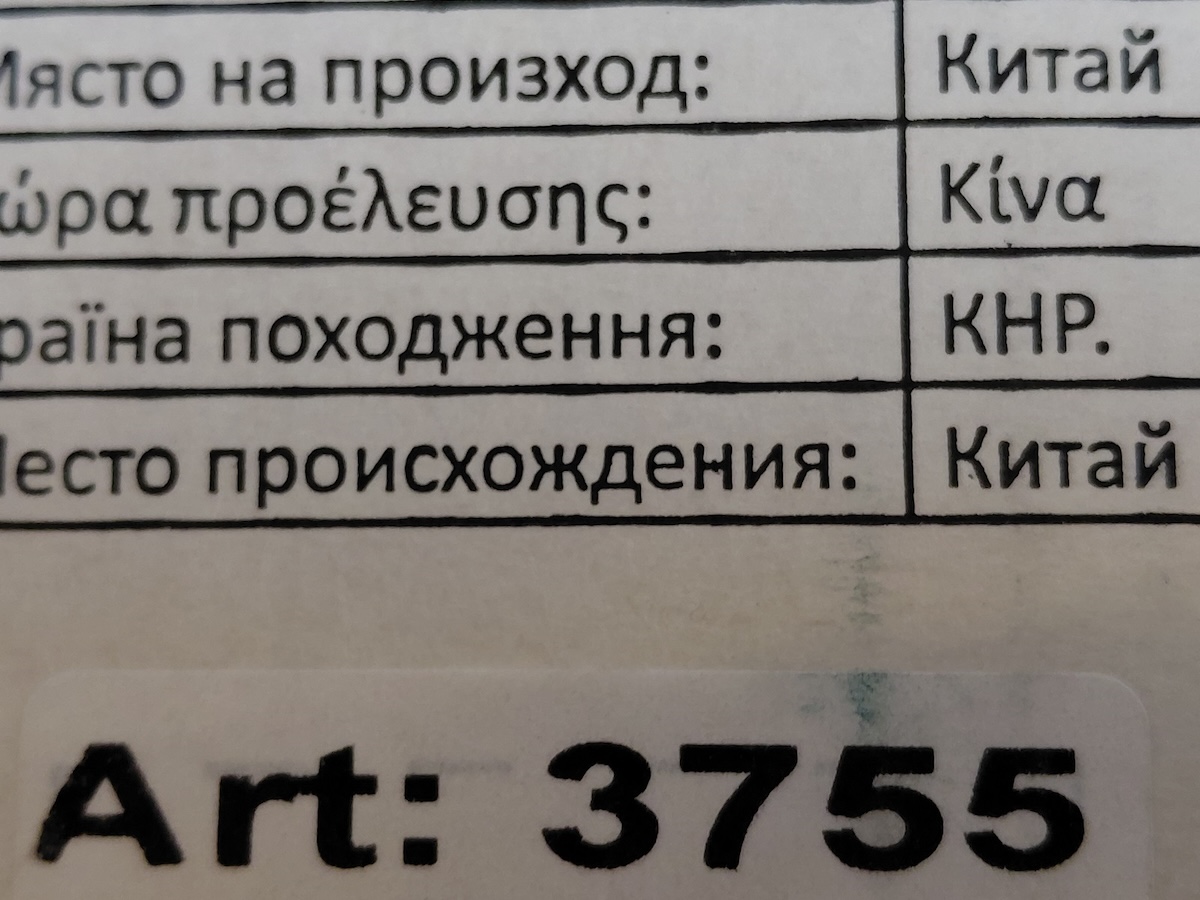 Място на произход: Китай
ώρα προέλευσης: Κίνα
раїна походження: КНР.
Место происхождения: Китай
Art: 3755